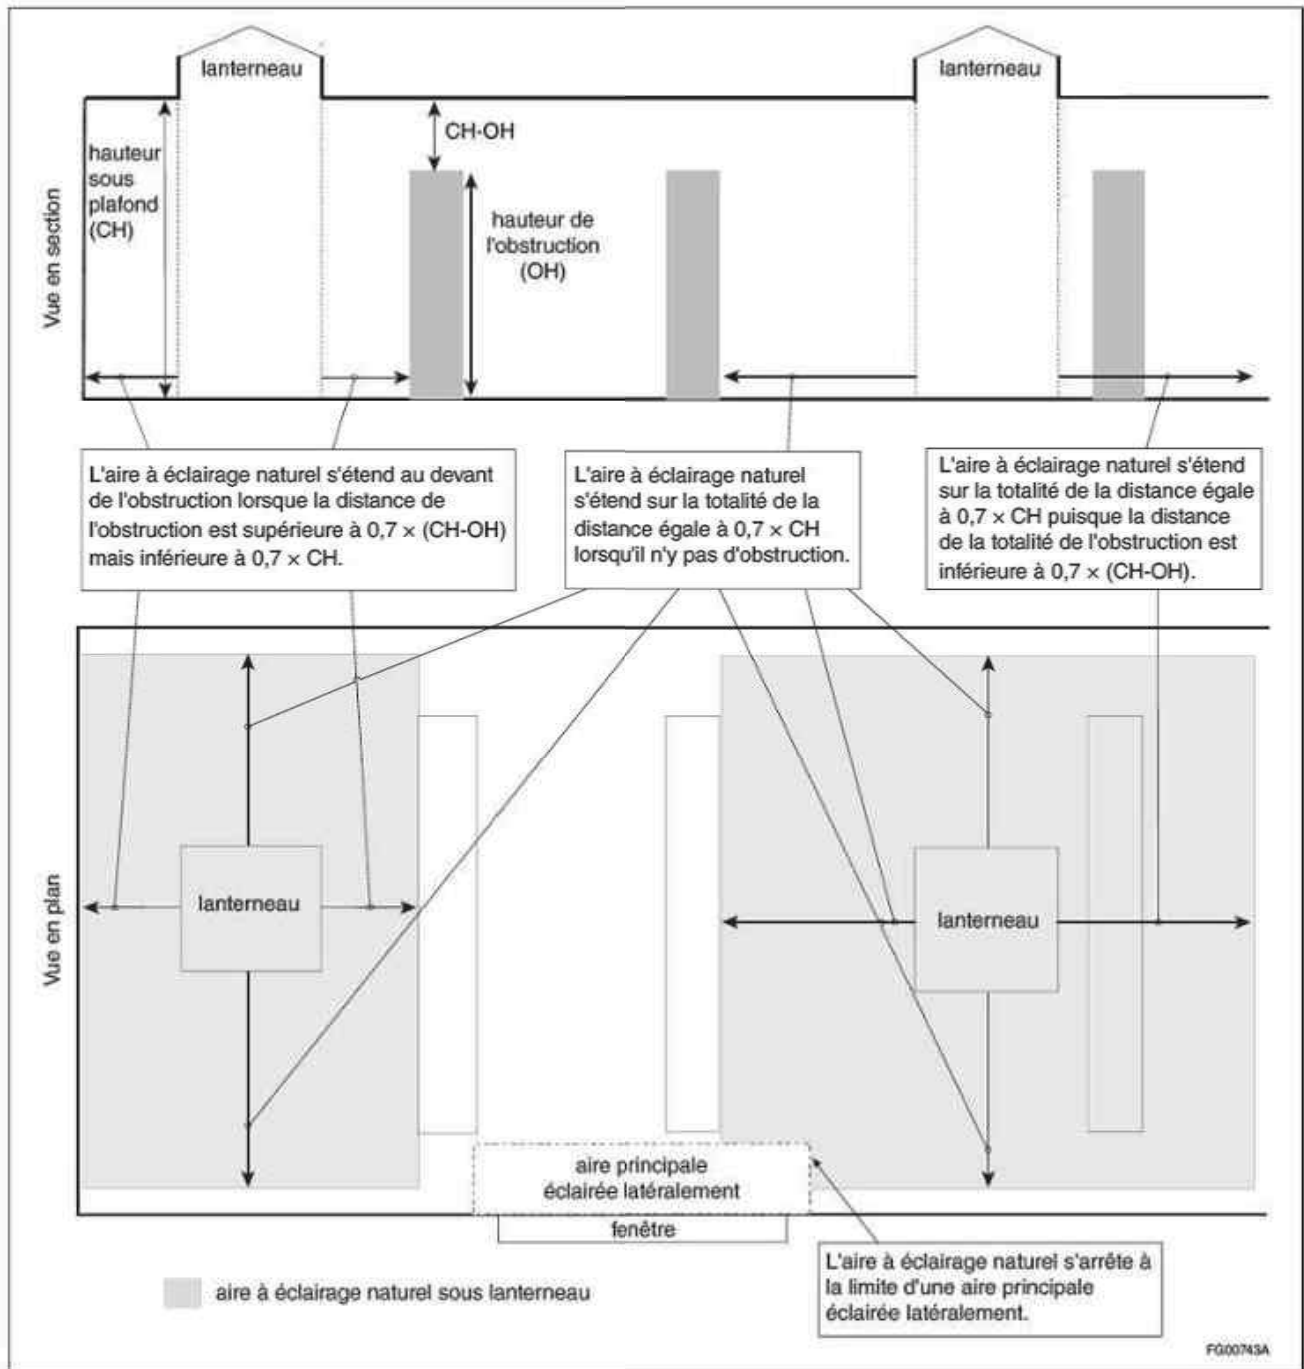 lanterneau
lanterneau
CH-OH
hauteur
sous
plafond
(CH)
hauteur de
l'obstruction
(OH)
Vue en section
L'aire à éclairage naturel s'étend au devant
de l'obstruction lorsque la distance de
l'obstruction est supérieure à 0,7 × (CH-OH)
mais inférieure à 0,7 × CH.
L'aire à éclairage naturel
s'étend sur la totalité de la
distance égale à 0,7 × CH
lorsqu'il n'y pas d'obstruction.
L'aire à éclairage naturel s'étend
sur la totalité de la distance égale
à 0,7 × CH puisque la distance
de la totalité de l'obstruction est
inférieure à 0,7 × (CH-OH).
Vue en plan
lanterneau
lanterneau
aire principale
éclairée latéralement
fenêtre
L'aire à éclairage naturel s'arrête à
la limite d'une aire principale
éclairée latéralement.
aire à éclairage naturel sous lanterneau
FG00743A